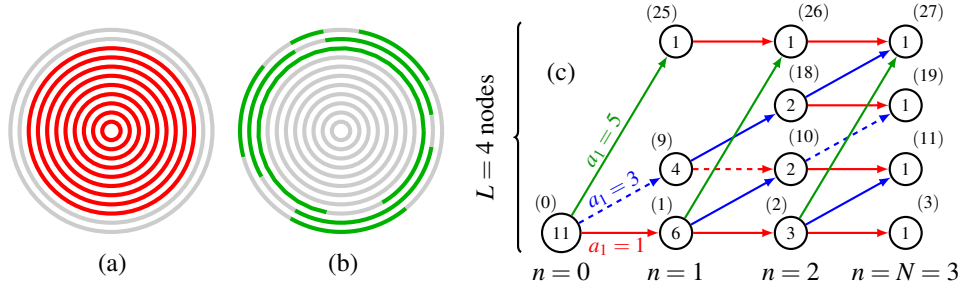 (a)
(b)
(c)
L = 4 nodes
(25) (26) (27)
1 1 1
(18) (19)
2 1
(9) (10) (11)
4 2 1
(0) (1) (2) (3)
11 6 3 1
a₁ = 5
a₁ = 3
a₁ = 1
n = 0 n = 1 n = 2 n = N = 3